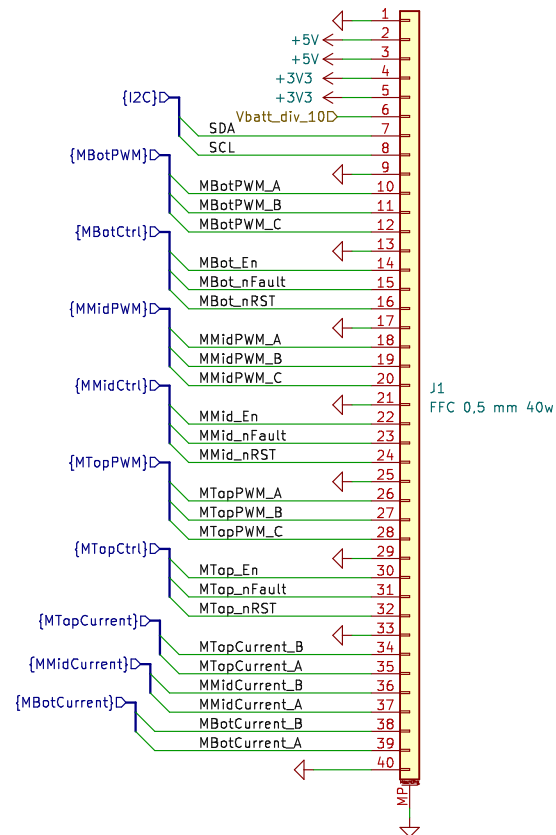 1
+5V 2
+5V 3
+3V3 4
+3V3 5
{I2C} Vbatt_div_10 6
SDA 7
SCL 8
{MBotPWM}
9
MBotPWM_A 10
MBotPWM_B 11
MBotPWM_C 12
{MBotCtrl}
13
MBot_En 14
MBot_nFault 15
MBot_nRST 16
{MMidPWM}
17
MMidPWM_A 18
MMidPWM_B 19
MMidPWM_C 20
{MMidCtrl}
J1
21
FFC 0,5 mm 40w
MMid_En 22
MMid_nFault 23
MMid_nRST 24
{MTopPWM}
25
MTopPWM_A 26
MTopPWM_B 27
MTopPWM_C 28
{MTopCtrl}
29
MTop_En 30
MTop_nFault 31
MTop_nRST 32
{MTopCurrent}
33
MTopCurrent_B 34
{MMidCurrent}
MTopCurrent_A 35
MMidCurrent_B 36
{MBotCurrent}
MMidCurrent_A 37
MBotCurrent_B 38
MBotCurrent_A 39
40
MP